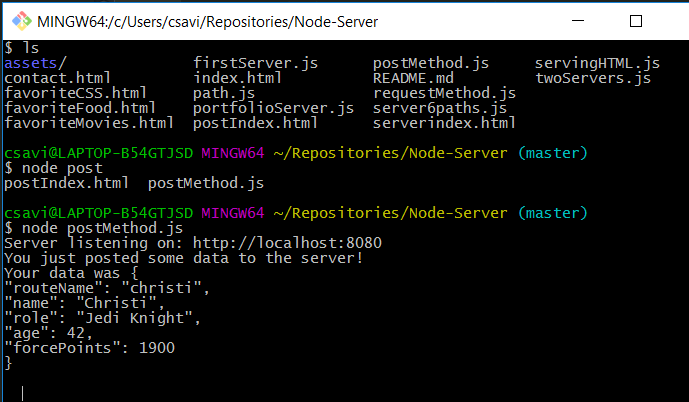 MINGW64:/c/Users/csavi/Repositories/Node-Server
$ ls
assets/ firstServer.js postMethod.js servingHTML.js
contact.html index.html README.md twoServers.js
favoriteCSS.html path.js requestMethod.js
favoriteFood.html portfolioServer.js server6paths.js
favoriteMovies.html postIndex.html serverindex.html
csavi@LAPTOP-B54GTJSD MINGW64 ~/Repositories/Node-Server (master)
$ node post
postIndex.html postMethod.js
csavi@LAPTOP-B54GTJSD MINGW64 ~/Repositories/Node-Server (master)
$ node postMethod.js
Server listening on: http://localhost:8080
You just posted some data to the server!
Your data was {
"routeName": "christi",
"name": "Christi",
"role": "Jedi Knight",
"age": 42,
"forcePoints": 1900
}